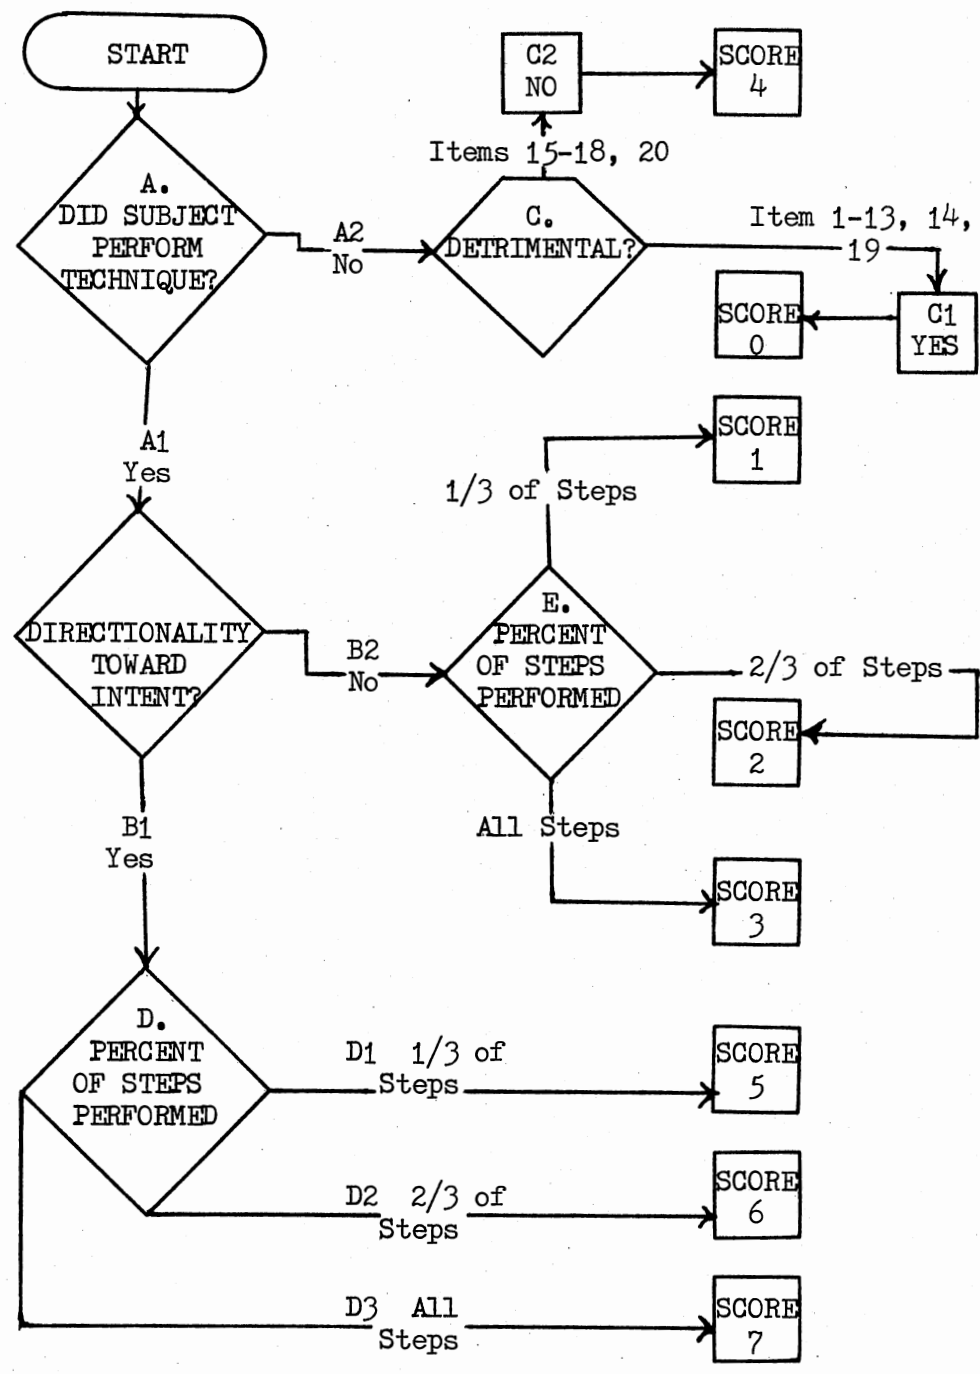 START
C2
NO
SCORE
4
Items 15-18, 20
A.
DID SUBJECT
PERFORM
TECHNIQUE?
A2
No
C.
DETRIMENTAL?
Item 1-13, 14,
19
SCORE
0
C1
YES
A1
Yes
SCORE
1
1/3 of Steps
DIRECTIONALITY
TOWARD
INTENT?
B2
No
E.
PERCENT
OF STEPS
PERFORMED
2/3 of Steps
SCORE
2
B1
Yes
All Steps
SCORE
3
D.
PERCENT
OF STEPS
PERFORMED
D1 1/3 of
Steps
SCORE
5
D2 2/3 of
Steps
SCORE
6
D3 All
Steps
SCORE
7